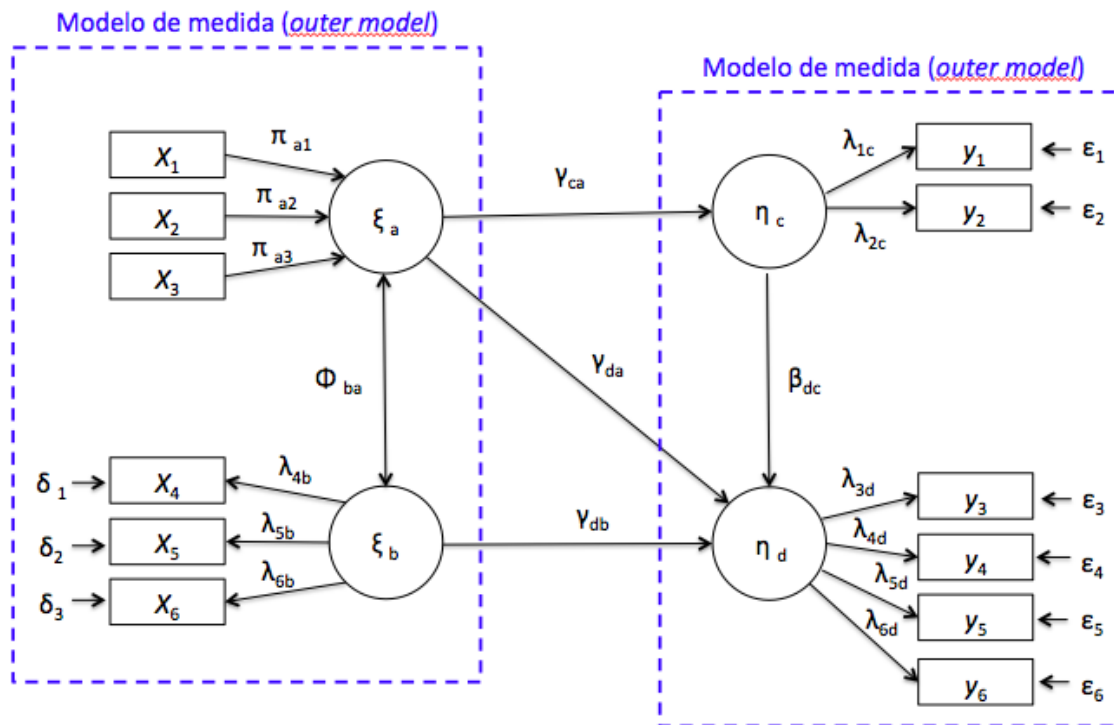 Modelo de medida (outer model)
Modelo de medida (outer model)
X₁
X₂
X₃
π a1
π a2
π a3
ξ a
γca
η c
λ1c
λ2c
y₁
y₂
ε₁
ε₂
Φ ba
γda
βdc
δ 1
δ₂
δ₃
X₄
X₅
X₆
λ4b
λ5b
λ6b
ξ b
γdb
η d
λ3d
λ4d
λ5d
λ6d
y₃
y₄
y₅
y₆
ε₃
ε₄
ε₅
ε₆